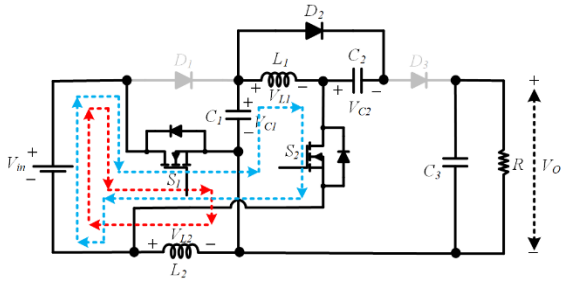 D2
D1
L1
C2
D3
+ −
+ −
VL1
VC2
C1
+
VC1
−
S2
Vin
+
−
S1
C3
R
+
VO
−
+ VL2 −
L2